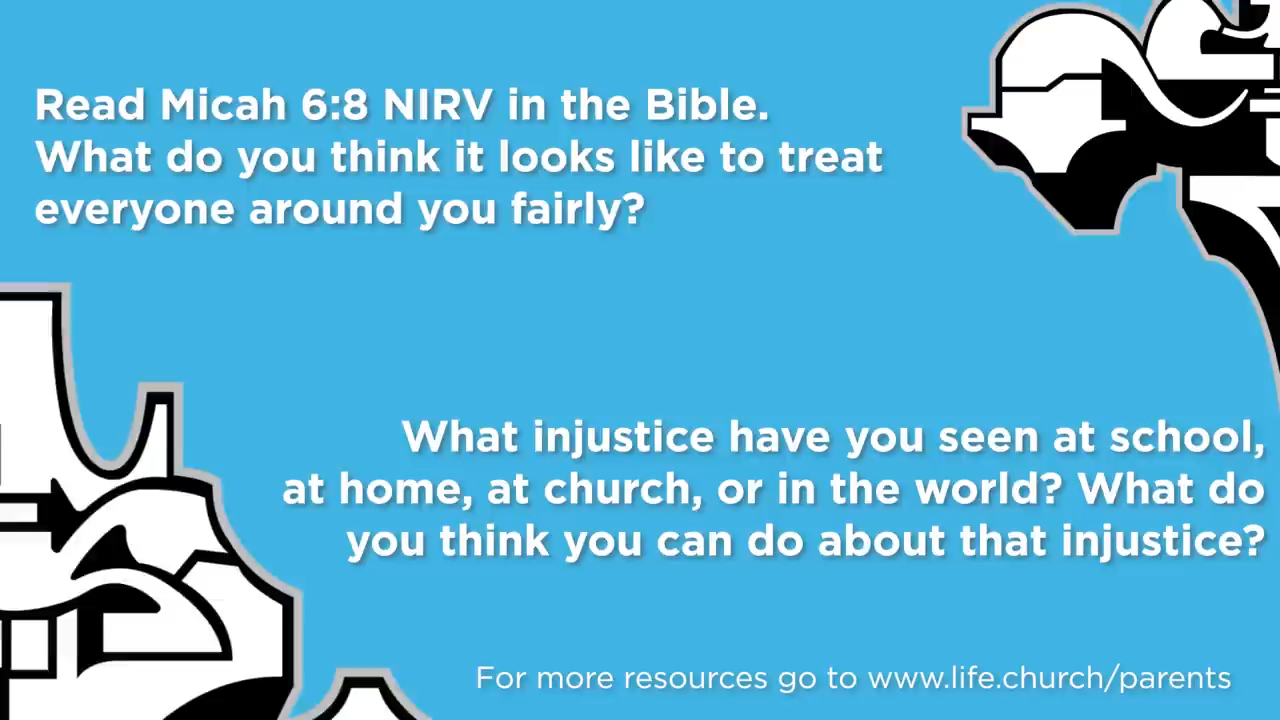 Read Micah 6:8 NIRV in the Bible.
What do you think it looks like to treat
everyone around you fairly?
What injustice have you seen at school,
at home, at church, or in the world? What do
you think you can do about that injustice?
For more resources go to www.life.church/parents